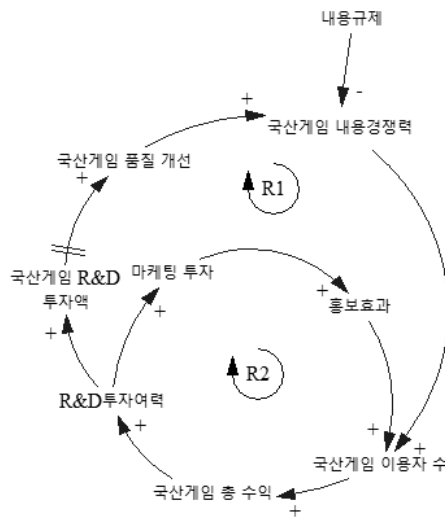 내용규제
-
+
국산게임 내용경쟁력
국산게임 품질 개선
+
R1
국산게임 R&D
투자액
+
마케팅 투자
+
+
홍보효과
R2
R&D투자여력
+
+
+
국산게임 이용자 수
국산게임 총 수익
+